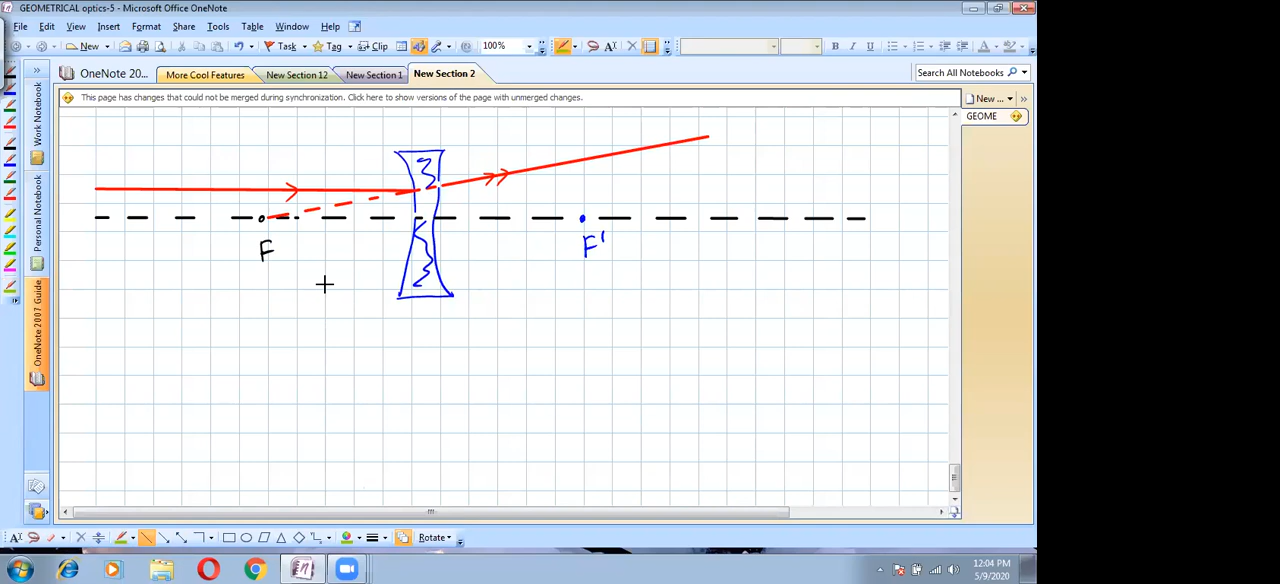 GEOMETRICAL optics-5 - Microsoft Office OneNote
File Edit View Insert Format Share Tools Table Window Help
New Task Tag Clip 100% B I U
OneNote 20... More Cool Features New Section 12 New Section 1 New Section 2 Search All Notebooks
This page has changes that could not be merged during synchronization. Click here to show versions of the page with unmerged changes.
New ...
GEOME
Work Notebook
Personal Notebook
OneNote 2007 Guide
F
F'
Rotate
12:04 PM
5/9/2020